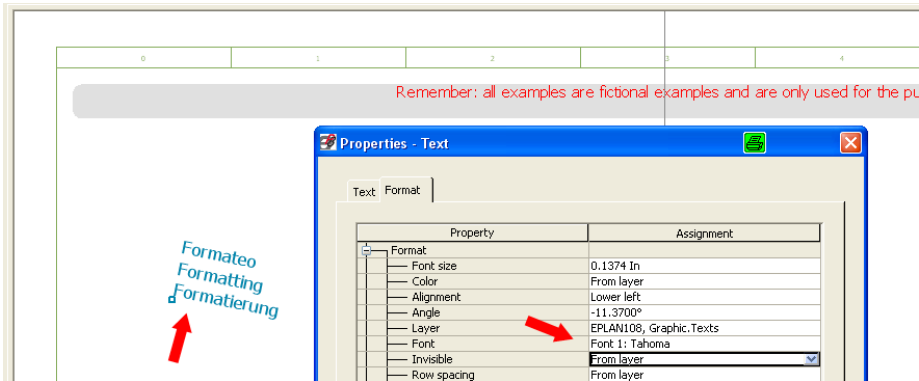 0 1 2 3 4
Remember: all examples are fictional examples and are only used for the pu
Properties - Text
Text Format
Property Assignment
Format
Font size 0.1374 In
Color From layer
Alignment Lower left
Angle -11.3700°
Layer EPLAN108, Graphic.Texts
Font Font 1: Tahoma
Invisible From layer
Row spacing From layer
Formateo
Formatting
Formatierung